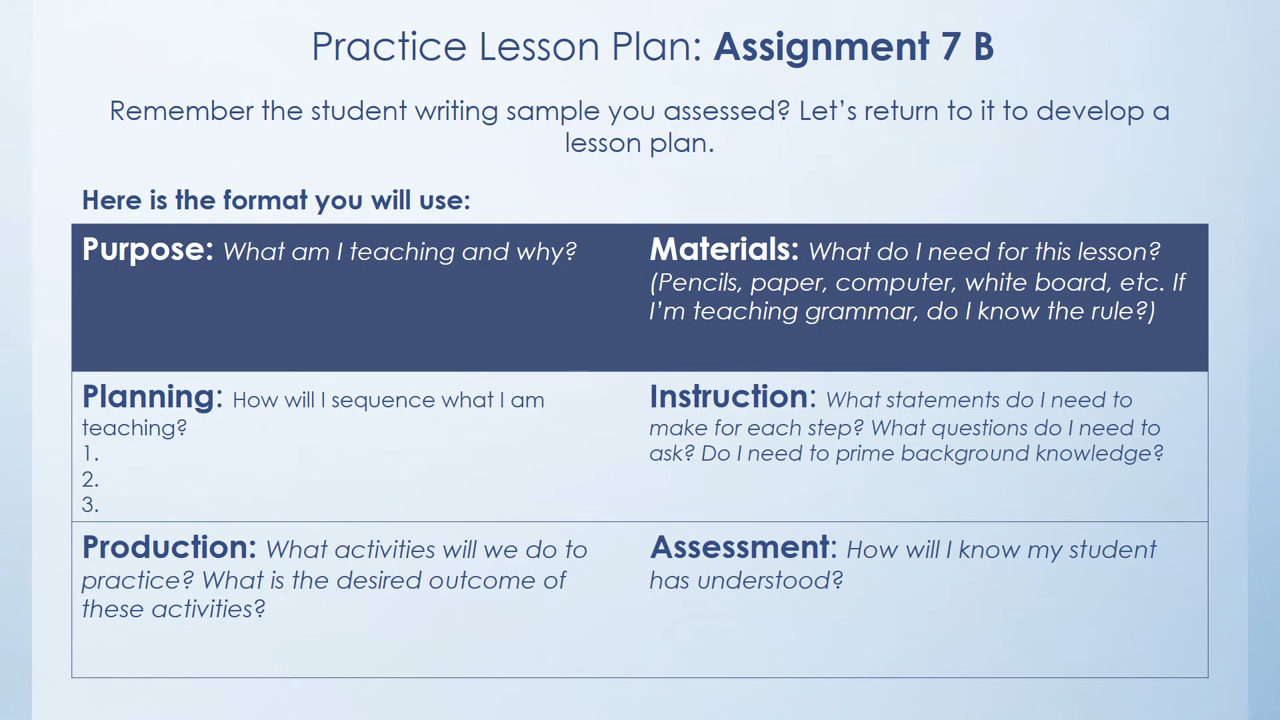 Practice Lesson Plan: Assignment 7 B
Remember the student writing sample you assessed? Let's return to it to develop a
lesson plan.
Here is the format you will use:
Purpose: What am I teaching and why?
Materials: What do I need for this lesson?
(Pencils, paper, computer, white board, etc. If
I'm teaching grammar, do I know the rule?)
Planning: How will I sequence what I am
teaching?
1.
2.
3.
Instruction: What statements do I need to
make for each step? What questions do I need to
ask? Do I need to prime background knowledge?
Production: What activities will we do to
practice? What is the desired outcome of
these activities?
Assessment: How will I know my student
has understood?